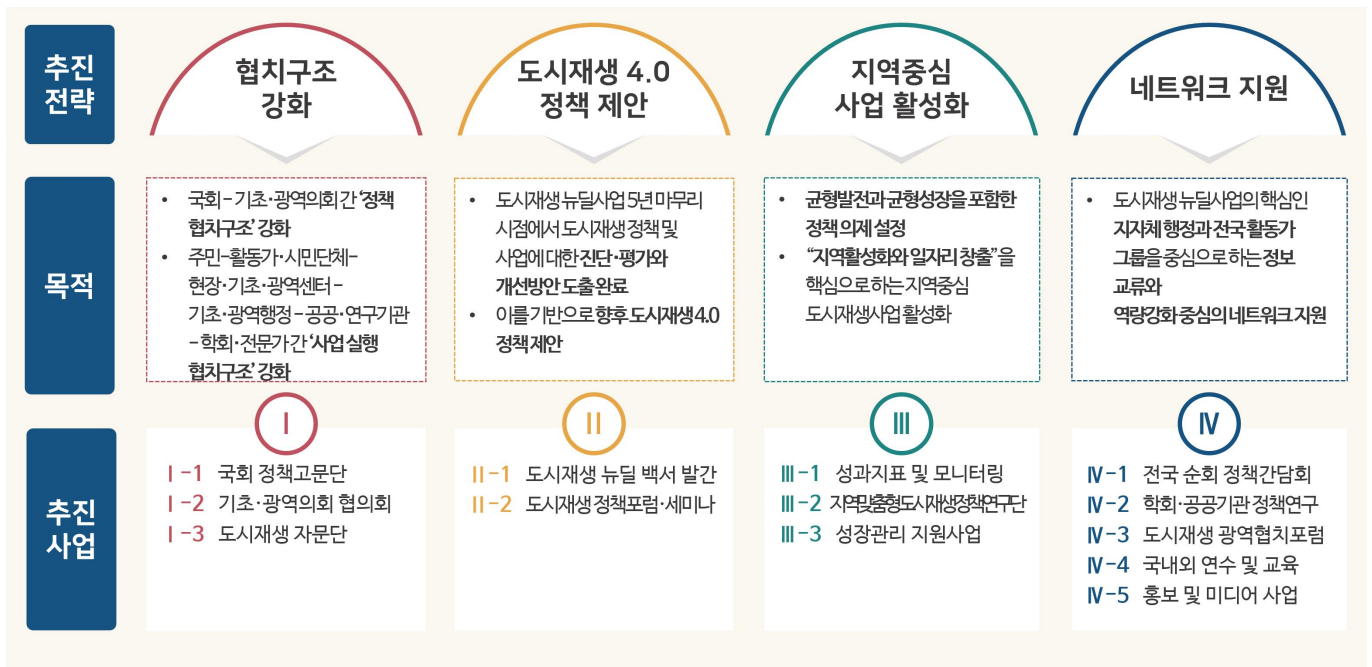 추진
전략
협치구조
강화
도시재생 4.0
정책 제안
지역중심
사업 활성화
네트워크 지원
목적
• 국회-기초·광역의회 간 '정책
협치구조' 강화
• 주민-활동가·시민단체-
현장·기초·광역센터-
기초·광역행정-공공·연구기관
-학회·전문가 간 '사업 실행
협치구조' 강화
• 도시재생 뉴딜사업 5년 마무리
시점에서 도시재생 정책 및
사업에 대한 진단·평가와
개선방안 도출 완료
• 이를 기반으로 향후 도시재생 4.0
정책 제안
• 균형발전과 균형성장을 포함한
정책 의제 설정
• "지역활성화와 일자리 창출"을
핵심으로 하는 지역중심
도시재생사업 활성화
• 도시재생 뉴딜사업의 핵심인
지자체 행정과 전국 활동가
그룹을 중심으로 하는 정보
교류와
역량강화 중심의 네트워크 지원
추진
사업
Ⅰ
Ⅰ-1 국회 정책고문단
Ⅰ-2 기초·광역의회 협의회
Ⅰ-3 도시재생 자문단
Ⅱ
Ⅱ-1 도시재생 뉴딜 백서 발간
Ⅱ-2 도시재생 정책포럼·세미나
Ⅲ
Ⅲ-1 성과지표 및 모니터링
Ⅲ-2 지역맞춤형도시재생정책연구단
Ⅲ-3 성장관리 지원사업
Ⅳ
Ⅳ-1 전국 순회 정책간담회
Ⅳ-2 학회·공공기관 정책연구
Ⅳ-3 도시재생 광역협치포럼
Ⅳ-4 국내외 연수 및 교육
Ⅳ-5 홍보 및 미디어 사업